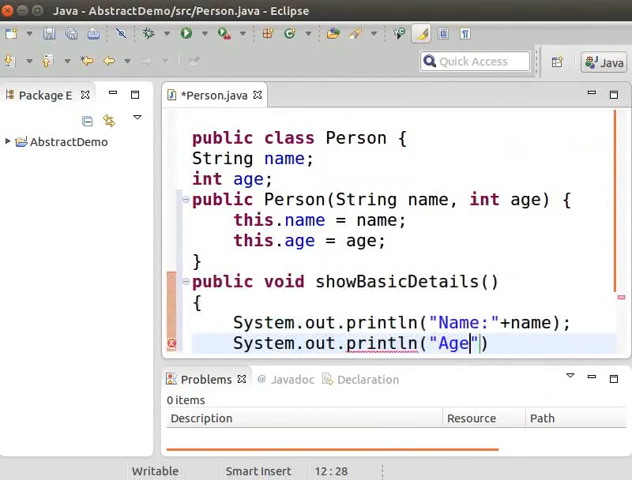 Java - AbstractDemo/src/Person.java - Eclipse
Quick Access
Java
Package E
*Person.java
AbstractDemo
public class Person {
String name;
int age;
public Person(String name, int age) {
this.name = name;
this.age = age;
}
public void showBasicDetails()
{
System.out.println("Name:"+name);
System.out.println("Age")
Problems
@ Javadoc
Declaration
0 items
Description Resource Path
Writable Smart Insert 12 : 28